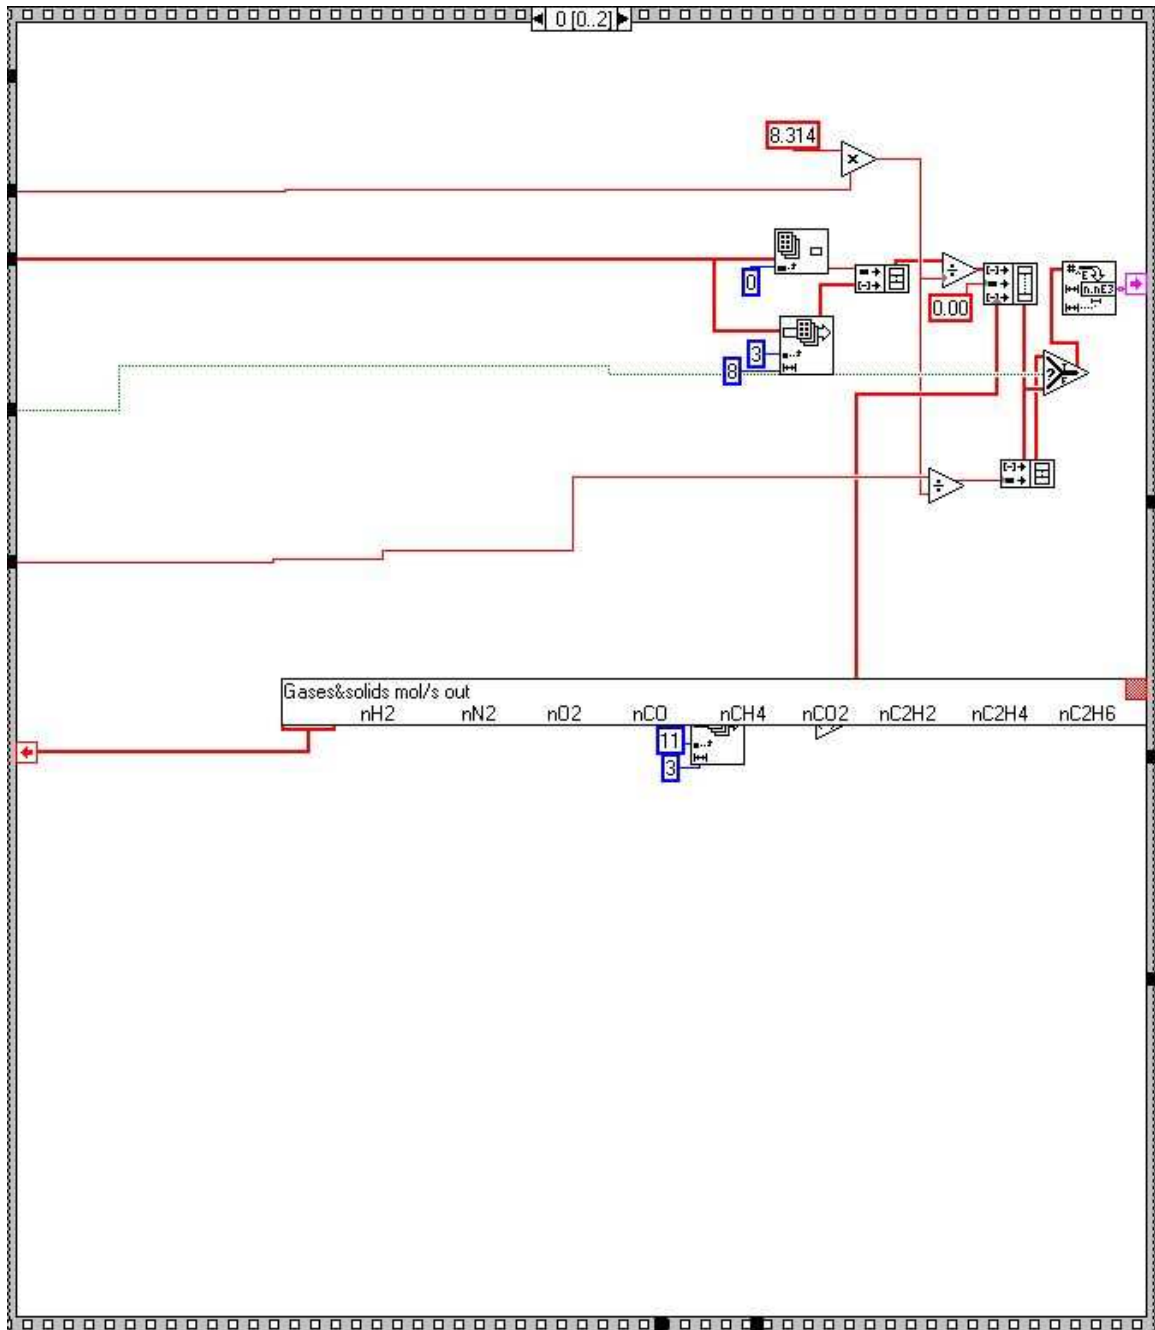 0 [0..2]
8.314
×
0
÷
0.00
#
E
n.nE3
3
8
?
F
÷
Gases&solids mol/s out
nH2 nN2 nO2 nCO nCH4 nCO2 nC2H2 nC2H4 nC2H6
11
3